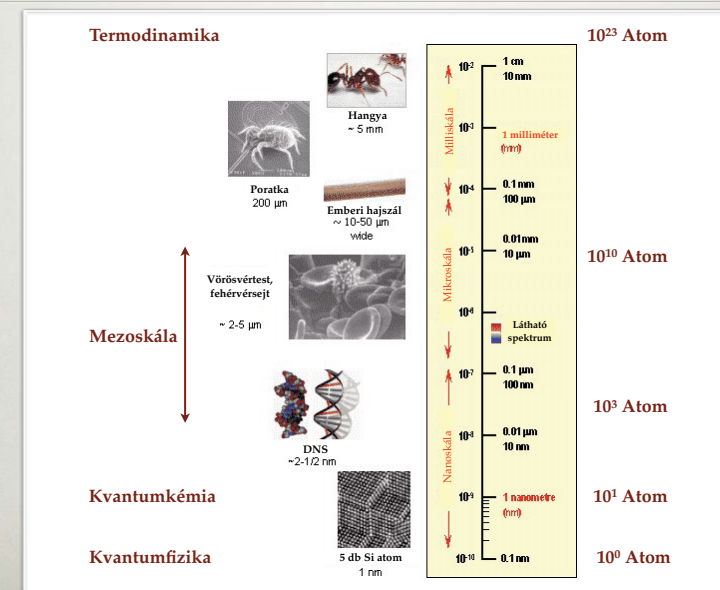 Termodinamika
10²³ Atom
Hangya
~ 5 mm
Poratka
200 µm
Emberi hajszál
~ 10-50 µm
wide
Vörösvértest,
fehérvérsejt
~ 2-5 µm
Mezoskála
DNS
~2-1/2 nm
Kvantumkémia
Kvantumfizika
5 db Si atom
1 nm
Milliskála
Mikroskála
Nanoskála
10⁻²
1 cm
10 mm
10⁻³
1 milliméter
(mm)
10⁻⁴
0.1 mm
100 µm
10⁻⁵
0.01 mm
10 µm
10⁻⁶
Látható
spektrum
10⁻⁷
0.1 µm
100 nm
10⁻⁸
0.01 µm
10 nm
10⁻⁹
1 nanometre
(nm)
10⁻¹⁰
0.1 nm
10¹⁰ Atom
10³ Atom
10¹ Atom
10⁰ Atom